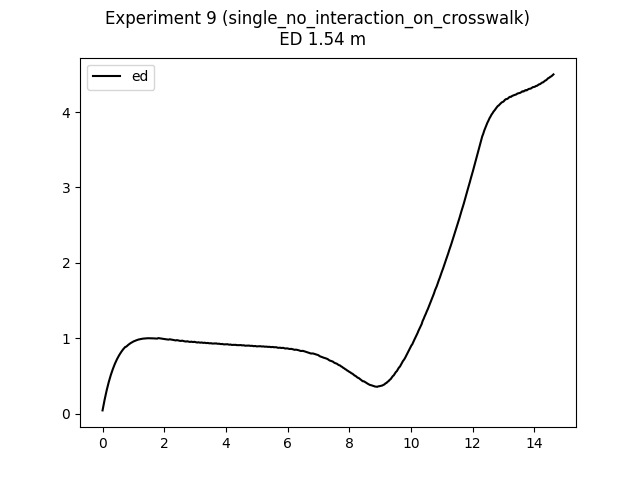 Experiment 9 (single_no_interaction_on_crosswalk)
ED 1.54 m
ed
4
3
2
1
0
0 2 4 6 8 10 12 14